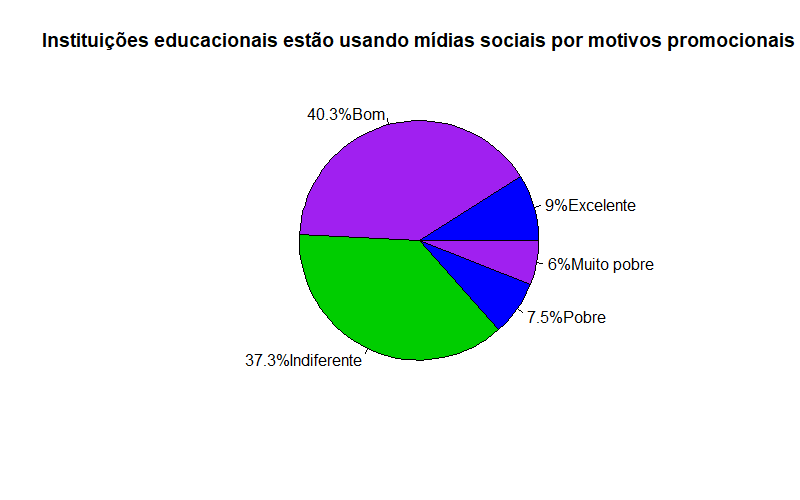 Instituições educacionais estão usando mídias sociais por motivos promocionais
40.3%Bom
9%Excelente
6%Muito pobre
7.5%Pobre
37.3%Indiferente